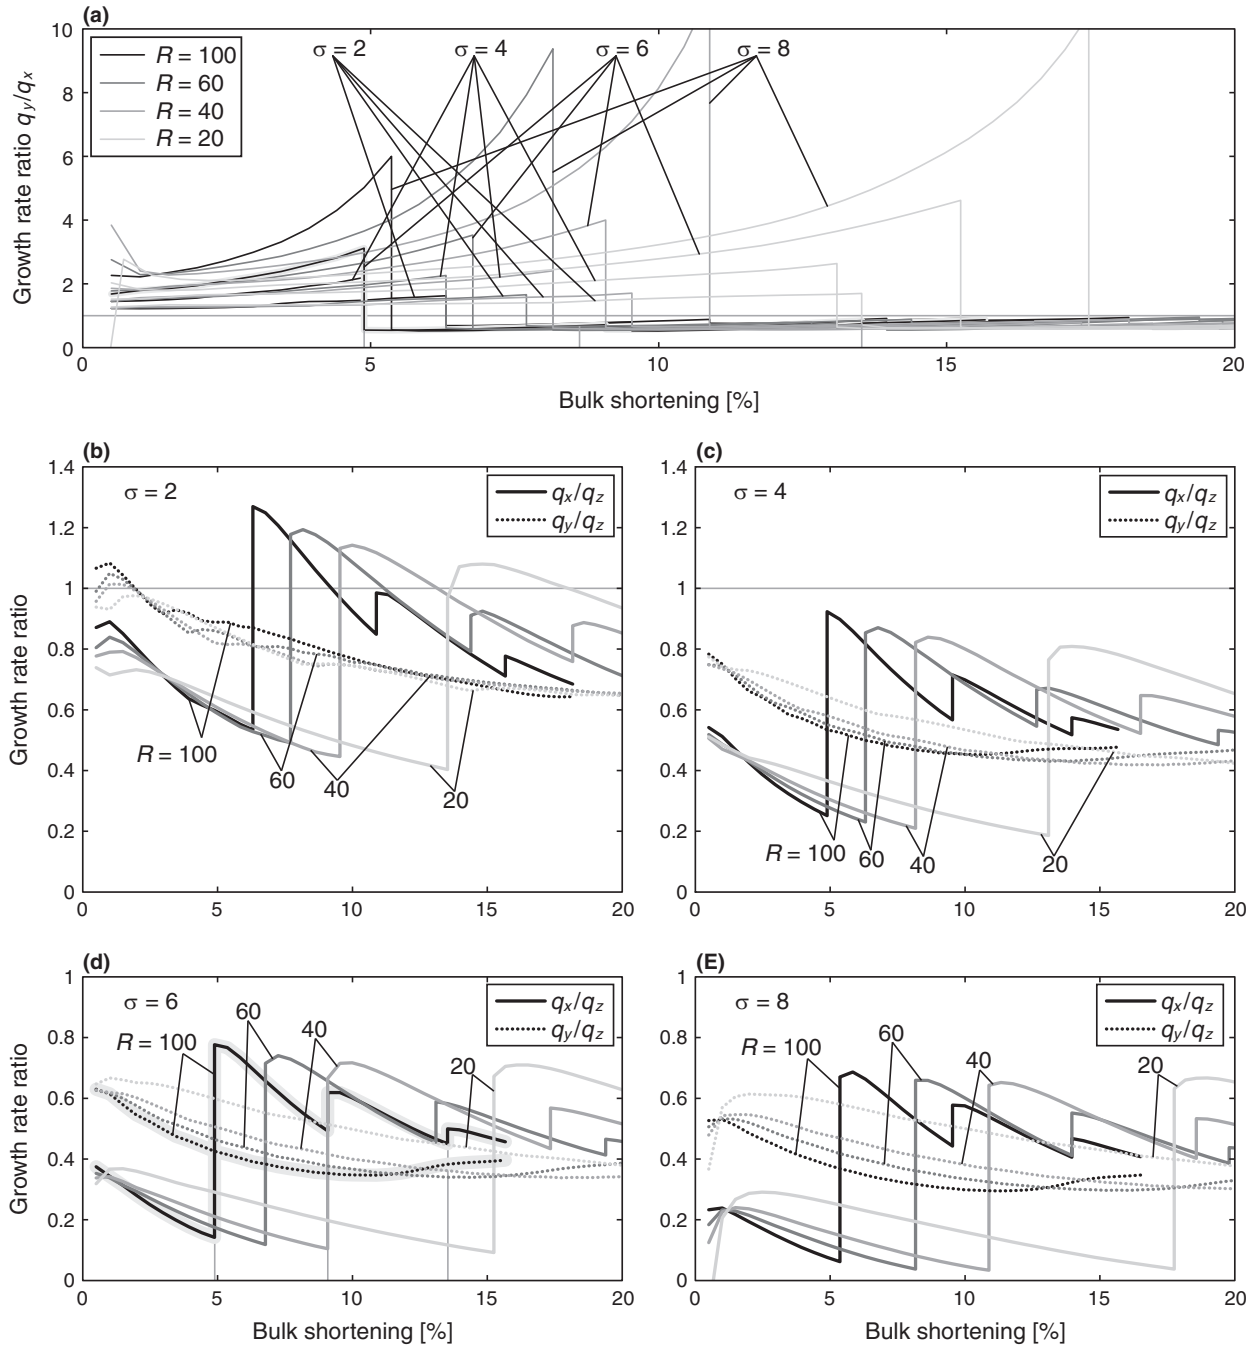 (a)
10
8
6
4
2
0
Growth rate ratio qy/qx
R = 100
R = 60
R = 40
R = 20
σ = 2
σ = 4
σ = 6
σ = 8
0
5
10
15
20
Bulk shortening [%]
(b)
1.4
1.2
1
0.8
0.6
0.4
0.2
0
Growth rate ratio
σ = 2
qx/qz
qy/qz
R = 100
60
40
20
0
5
10
15
20
(c)
1.4
1.2
1
0.8
0.6
0.4
0.2
0
σ = 4
qx/qz
qy/qz
R = 100
60
40
20
0
5
10
15
20
(d)
1
0.8
0.6
0.4
0.2
0
Growth rate ratio
σ = 6
qx/qz
qy/qz
R = 100
60
40
20
0
5
10
15
20
Bulk shortening [%]
(E)
1
0.8
0.6
0.4
0.2
0
σ = 8
qx/qz
qy/qz
R = 100
60
40
20
0
5
10
15
20
Bulk shortening [%]